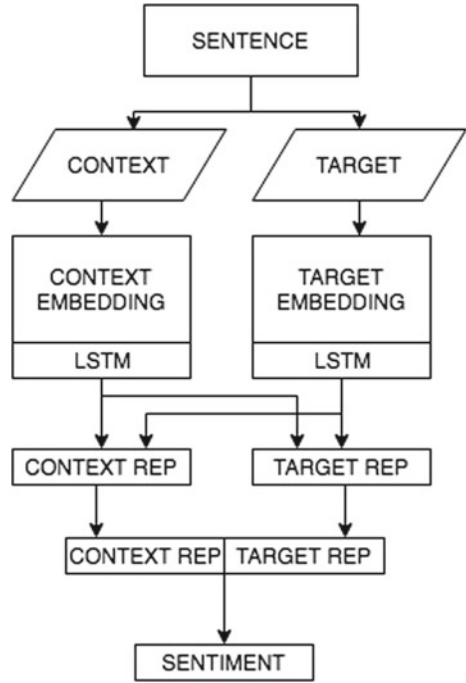 SENTENCE
CONTEXT
TARGET
CONTEXT
EMBEDDING
TARGET
EMBEDDING
LSTM
LSTM
CONTEXT REP
TARGET REP
CONTEXT REP
TARGET REP
SENTIMENT